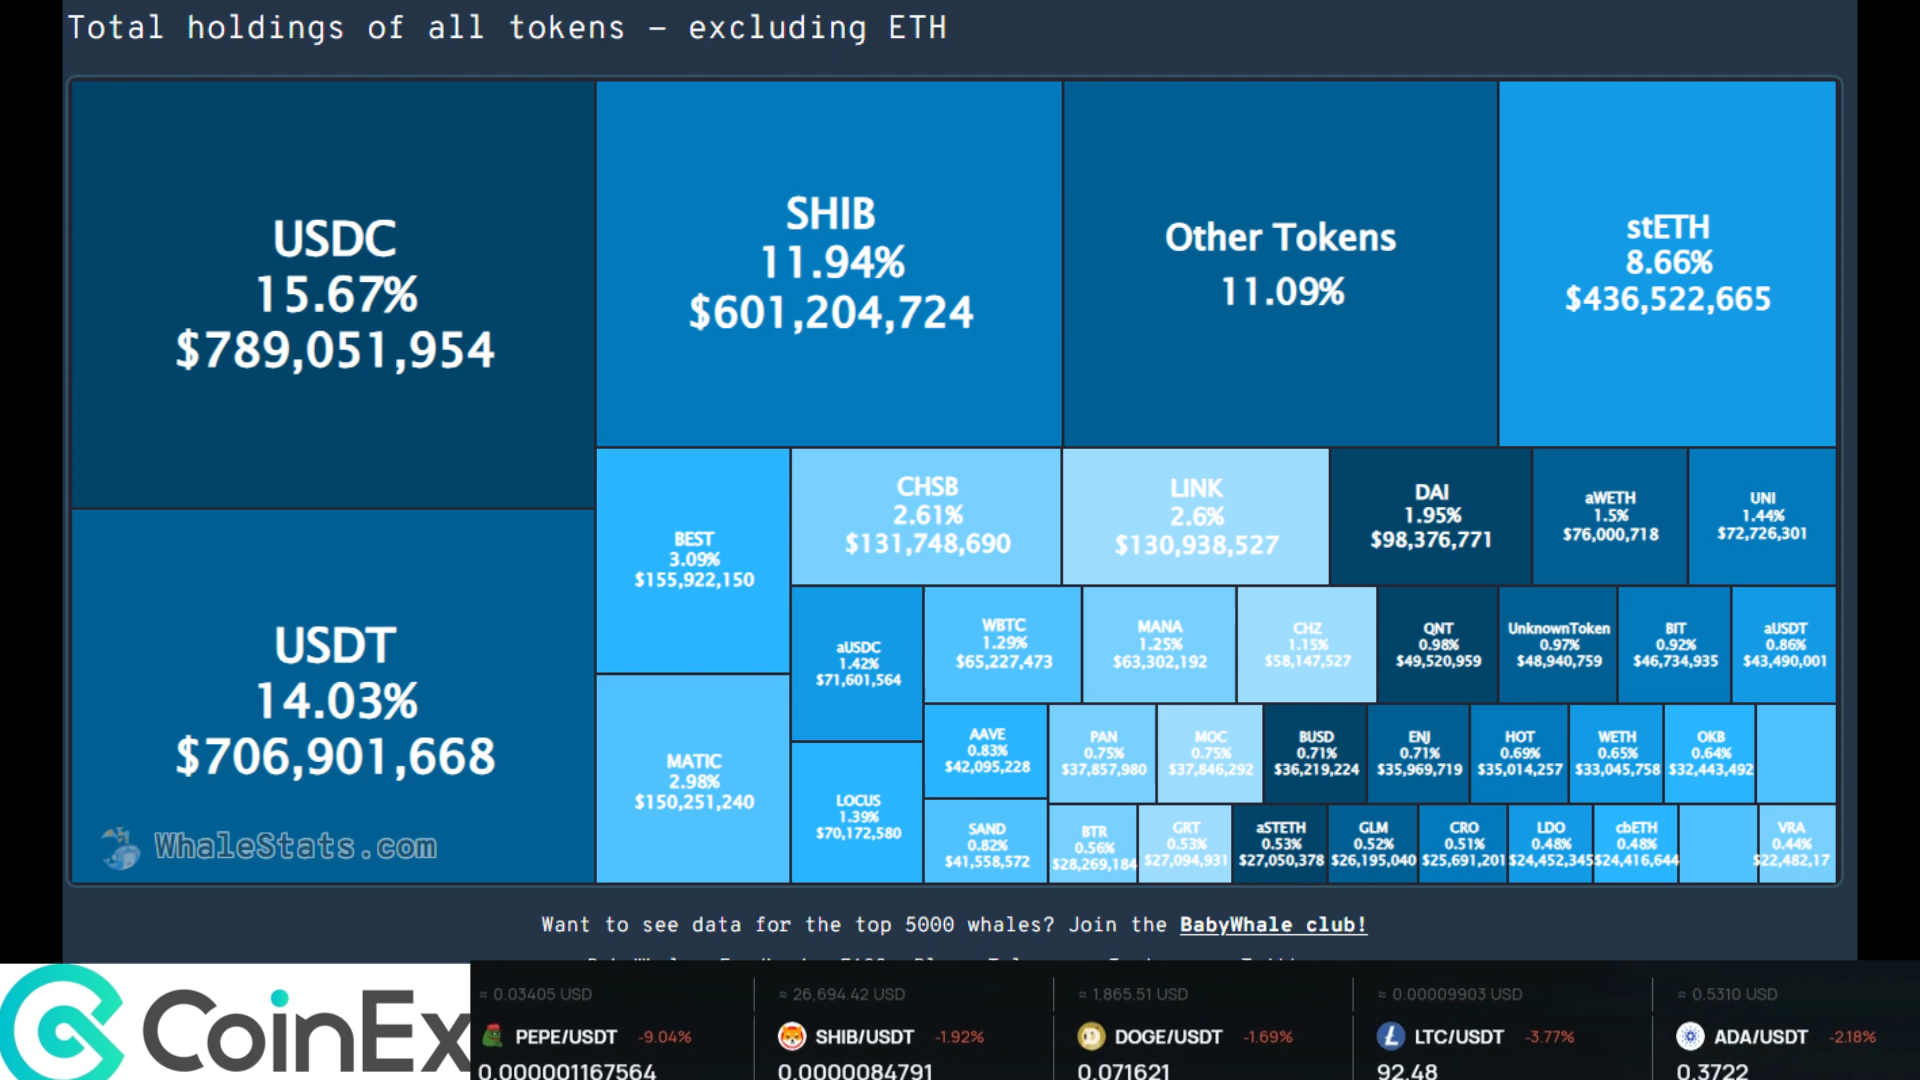 Total holdings of all tokens – excluding ETH
USDC
15.67%
$789,051,954
SHIB
11.94%
$601,204,724
Other Tokens
11.09%
stETH
8.66%
$436,522,665
USDT
14.03%
$706,901,668
WhaleStats.com
BEST
3.09%
$155,922,150
MATIC
2.98%
$150,251,240
CHSB
2.61%
$131,748,690
LINK
2.6%
$130,938,527
DAI
1.95%
$98,376,771
aWETH
1.5%
$76,000,718
UNI
1.44%
$72,726,301
aUSDC
1.42%
$71,601,564
LOCUS
1.39%
$70,172,580
WBTC
1.29%
$65,227,473
MANA
1.25%
$63,302,192
CHZ
1.15%
$58,147,527
QNT
0.98%
$49,520,959
UnknownToken
0.97%
$48,940,759
BIT
0.92%
$46,734,935
aUSDT
0.86%
$43,490,001
AAVE
0.83%
$42,095,228
SAND
0.82%
$41,558,572
PAN
0.75%
$37,857,980
MOC
0.75%
$37,846,292
BUSD
0.71%
$36,219,224
ENJ
0.71%
$35,969,719
HOT
0.69%
$35,014,257
WETH
0.65%
$33,045,758
OKB
0.64%
$32,443,492
BTR
0.56%
$28,269,184
GRT
0.53%
$27,094,931
aSTETH
0.53%
$27,050,378
GLM
0.52%
$26,195,040
CRO
0.51%
$25,691,201
LDO
0.48%
$24,452,345
cbETH
0.48%
$24,416,644
VRA
0.44%
$22,482,17
Want to see data for the top 5000 whales? Join the BabyWhale club!
CoinEx
≈ 0.03405 USD
PEPE/USDT -9.04%
0.000001167564
≈ 26,694.42 USD
SHIB/USDT -1.92%
0.0000084791
≈ 1,865.51 USD
DOGE/USDT -1.69%
0.071621
≈ 0.00009903 USD
LTC/USDT -3.77%
92.48
≈ 0.5310 USD
ADA/USDT -2.18%
0.3722